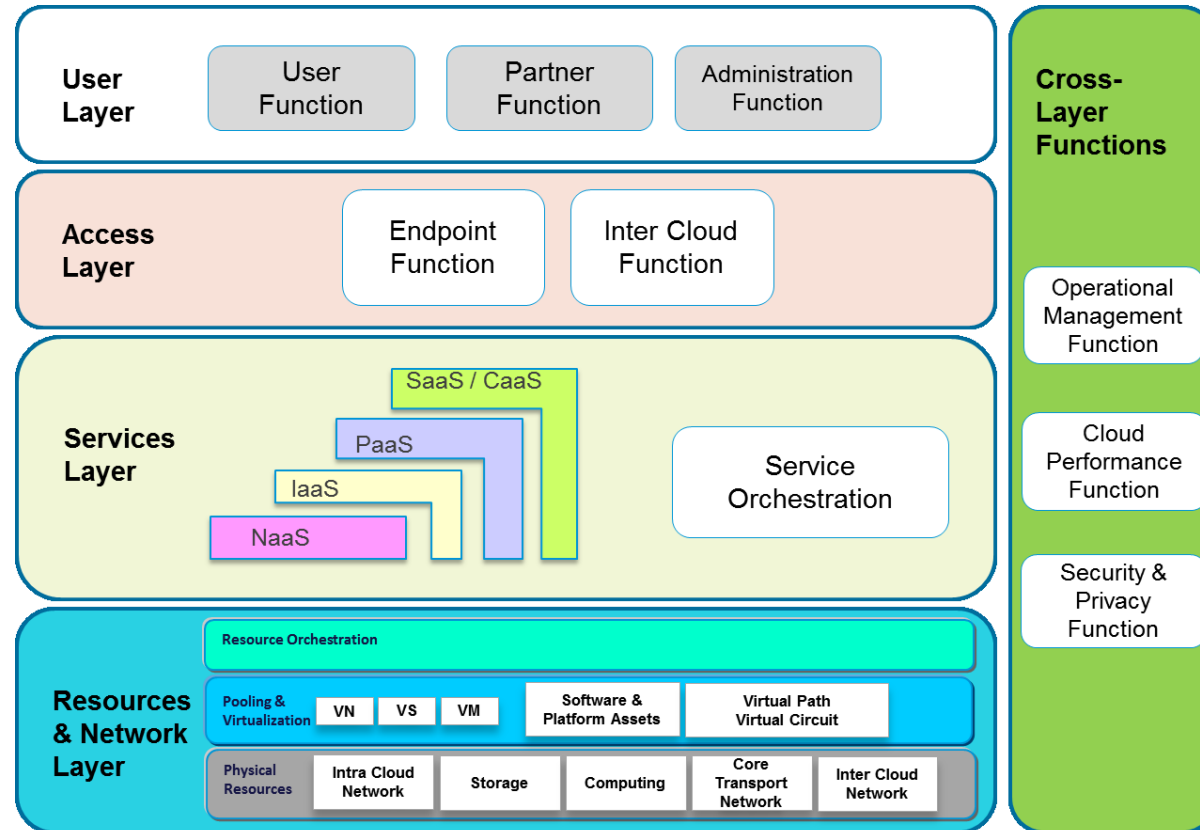 User
Layer
User
Function
Partner
Function
Administration
Function
Access
Layer
Endpoint
Function
Inter Cloud
Function
Services
Layer
SaaS / CaaS
PaaS
IaaS
NaaS
Service
Orchestration
Resources
& Network
Layer
Resource Orchestration
Pooling &
Virtualization
VN
VS
VM
Software &
Platform Assets
Virtual Path
Virtual Circuit
Physical
Resources
Intra Cloud
Network
Storage
Computing
Core
Transport
Network
Inter Cloud
Network
Cross-
Layer
Functions
Operational
Management
Function
Cloud
Performance
Function
Security &
Privacy
Function